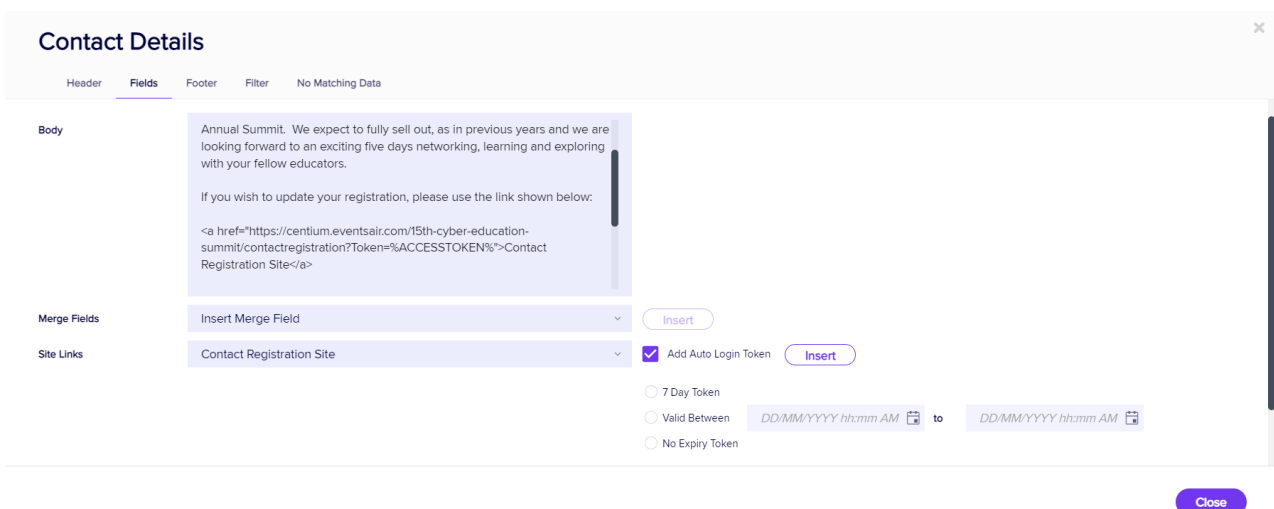 Contact Details
Header Fields Footer Filter No Matching Data
Body
Annual Summit. We expect to fully sell out, as in previous years and we are
looking forward to an exciting five days networking, learning and exploring
with your fellow educators.
If you wish to update your registration, please use the link shown below:
<a href="https://centium.eventsair.com/15th-cyber-education-
summit/contactregistration?Token=%ACCESSTOKEN%">Contact
Registration Site</a>
Merge Fields Insert Merge Field Insert
Site Links Contact Registration Site Add Auto Login Token Insert
7 Day Token
Valid Between DD/MM/YYYY hh:mm AM to DD/MM/YYYY hh:mm AM
No Expiry Token
Close